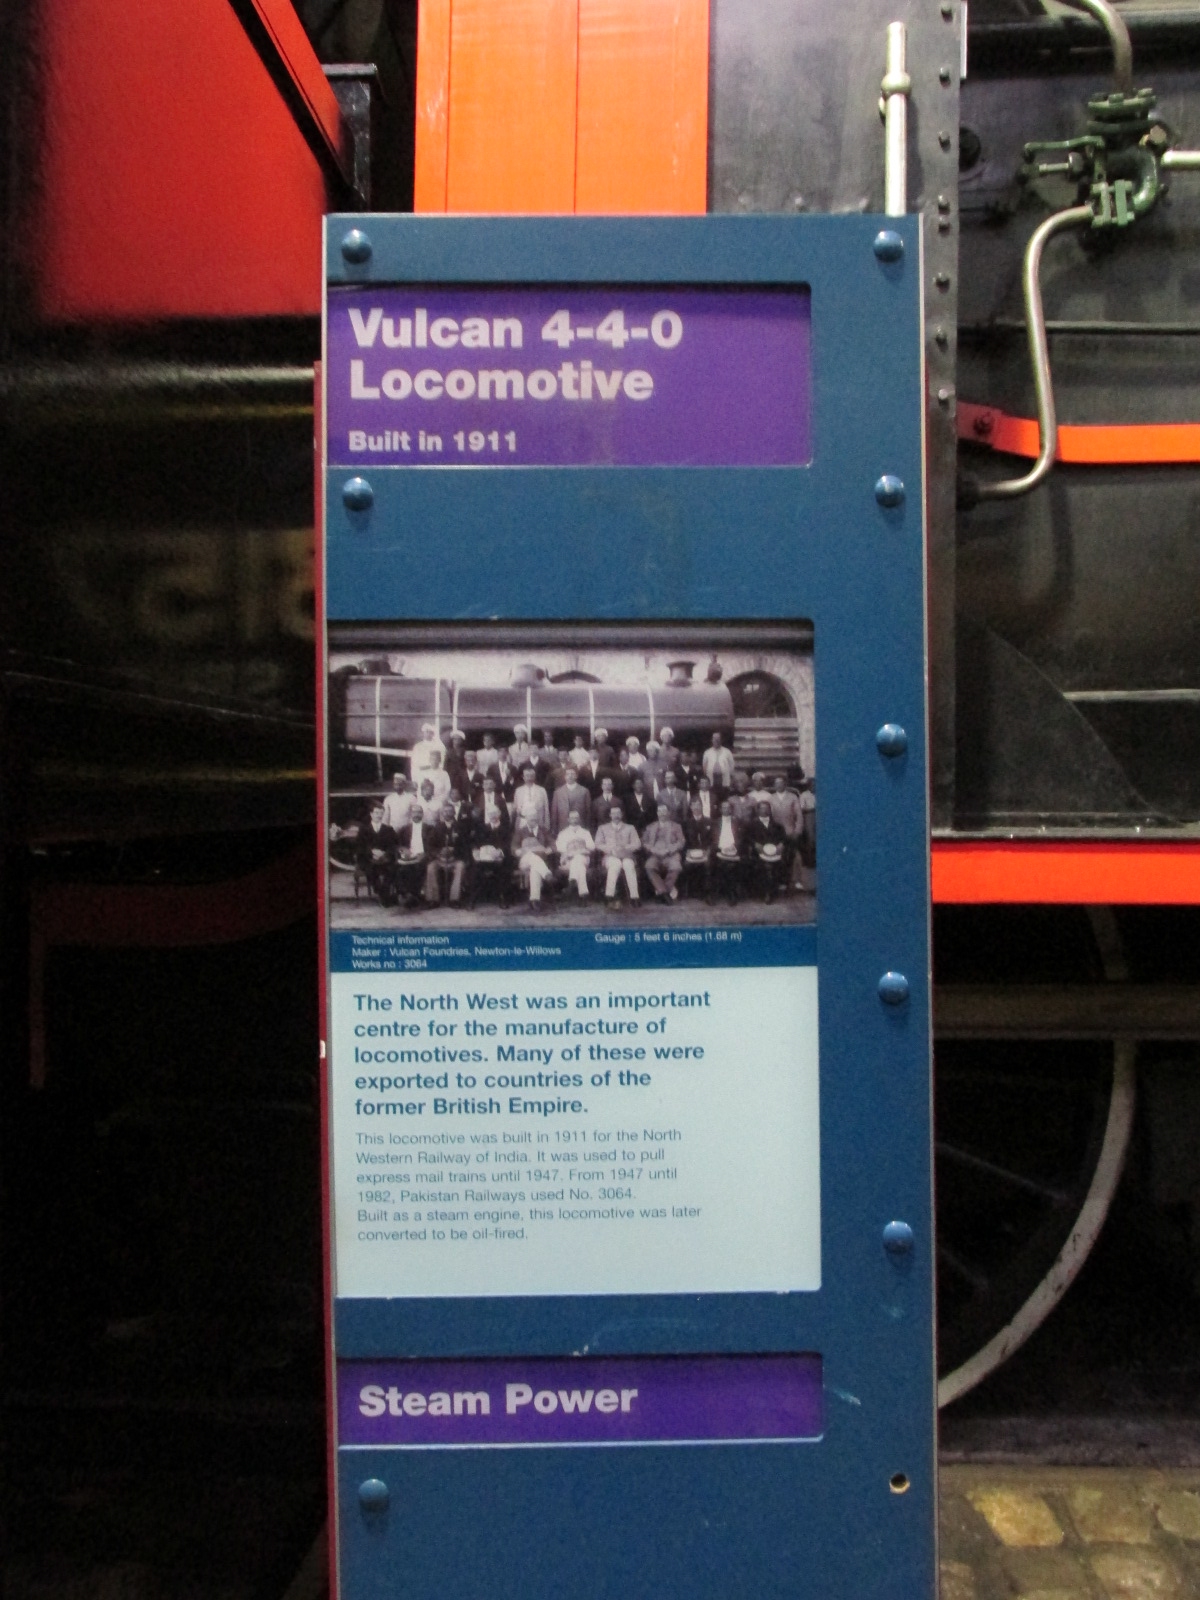 Vulcan 4-4-0
Locomotive
Built in 1911
Technical information
Maker : Vulcan Foundries, Newton-le-Willows
Works no : 3064
Gauge : 5 feet 6 inches (1.68 m)
The North West was an important
centre for the manufacture of
locomotives. Many of these were
exported to countries of the
former British Empire.
This locomotive was built in 1911 for the North
Western Railway of India. It was used to pull
express mail trains until 1947. From 1947 until
1982, Pakistan Railways used No. 3064.
Built as a steam engine, this locomotive was later
converted to be oil-fired.
Steam Power